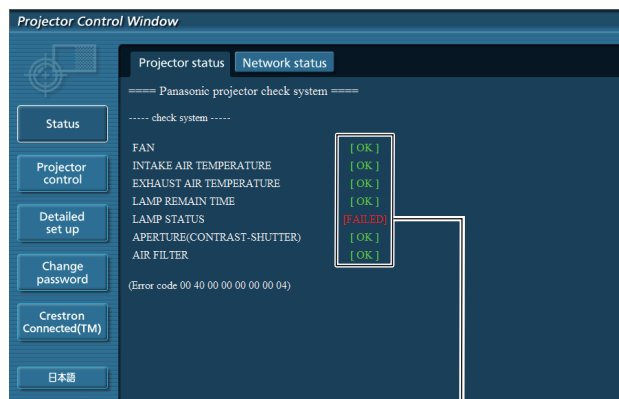 Projector Control Window
Projector status
Network status
==== Panasonic projector check system ====
----- check system -----
FAN [ OK ]
INTAKE AIR TEMPERATURE [ OK ]
EXHAUST AIR TEMPERATURE [ OK ]
LAMP REMAIN TIME [ OK ]
LAMP STATUS [FAILED]
APERTURE(CONTRAST-SHUTTER) [ OK ]
AIR FILTER [ OK ]
(Error code 00 40 00 00 00 00 00 04)
Status
Projector
control
Detailed
set up
Change
password
Crestron
Connected(TM)
日本語